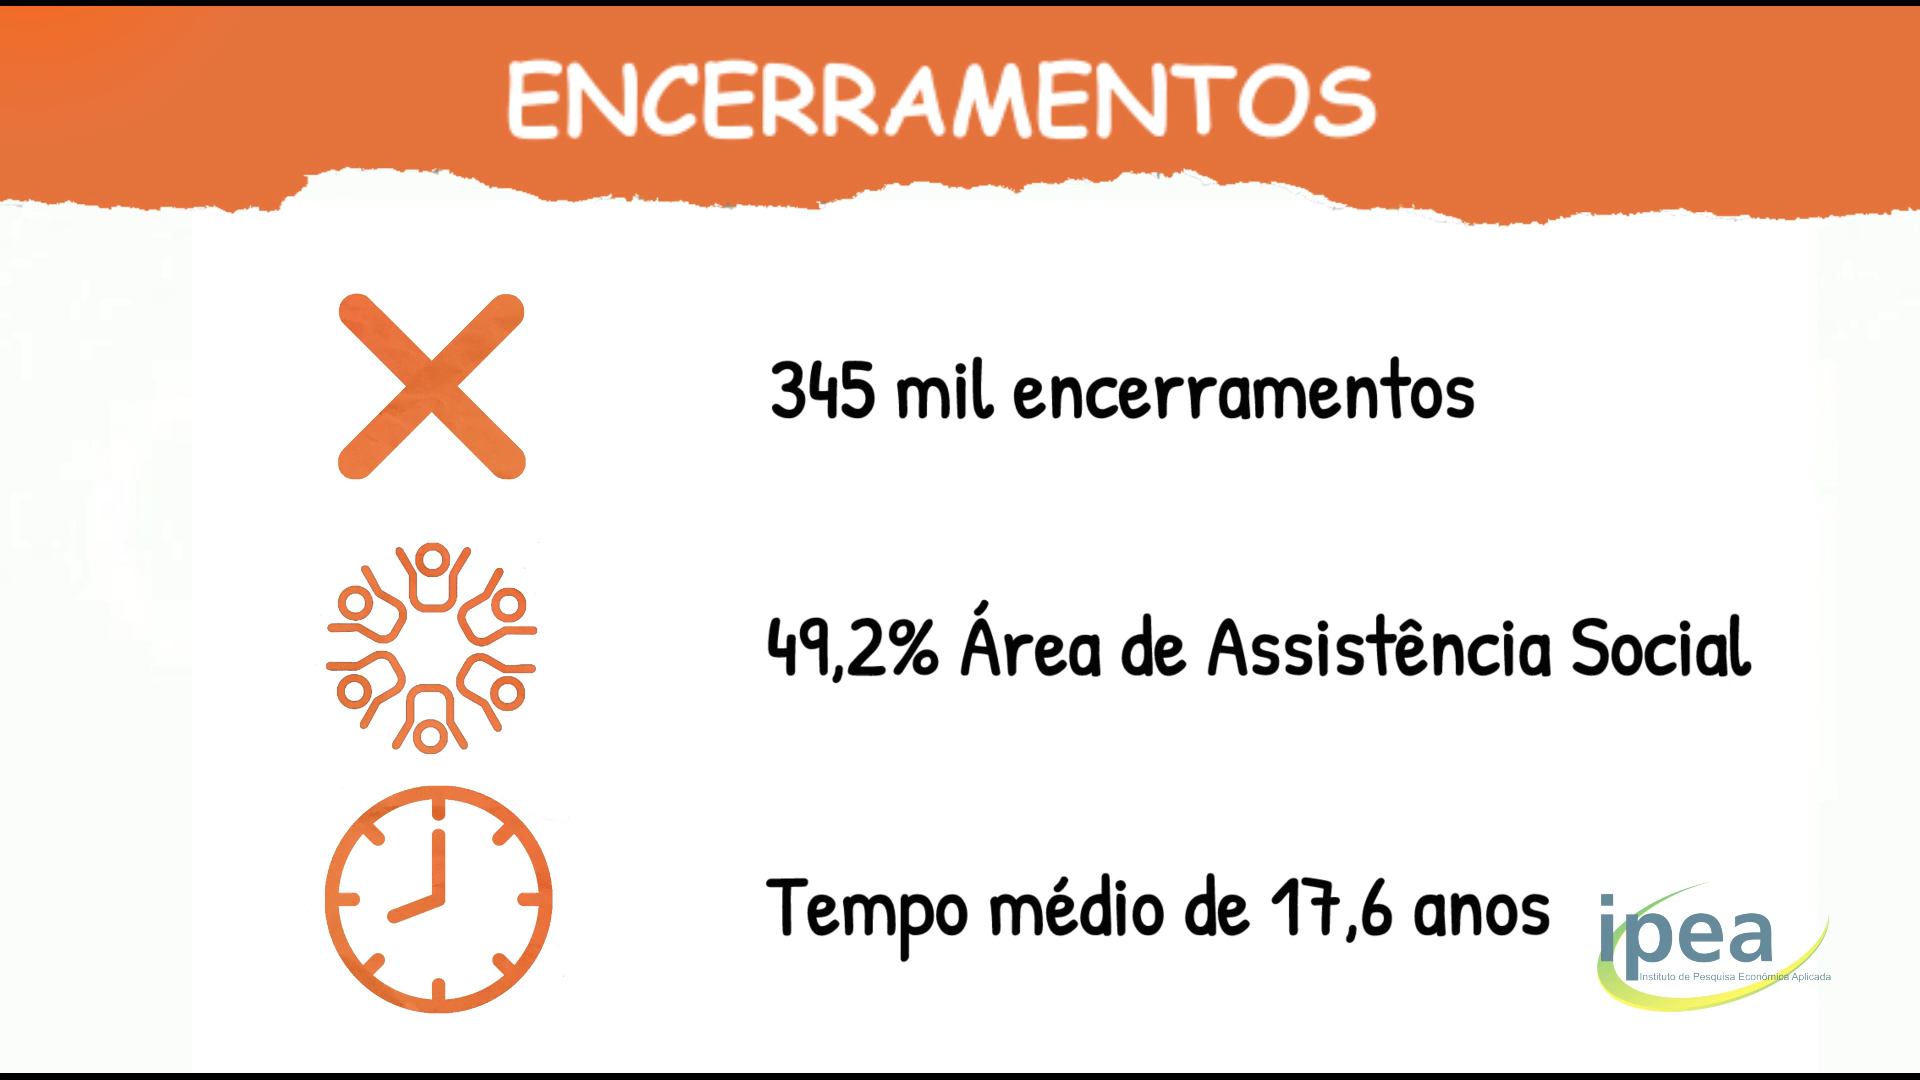 ENCERRAMENTOS
345 mil encerramentos
49,2% Área de Assistência Social
Tempo médio de 17,6 anos
ipea
Instituto de Pesquisa Econômica Aplicada